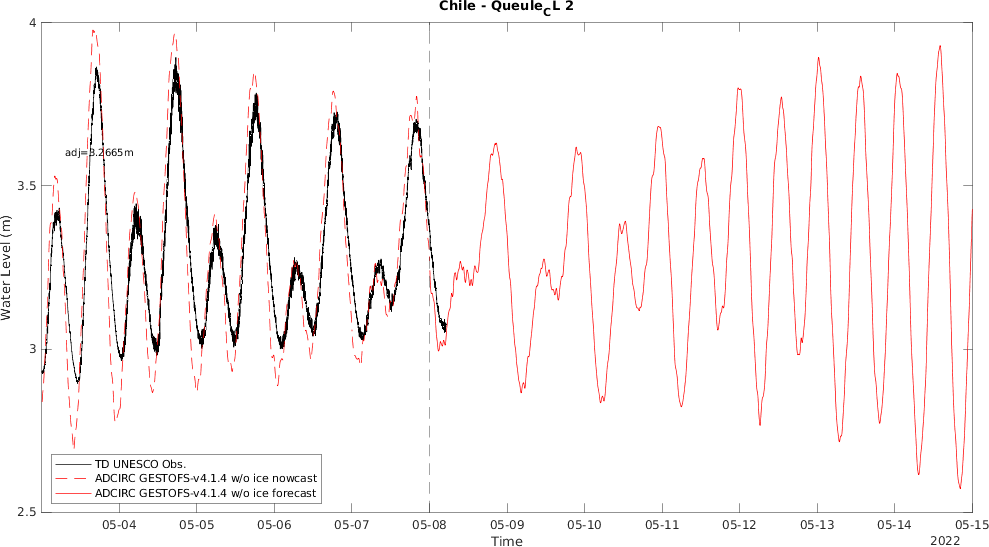 Chile - Queule_CL 2
4
3.5
3
2.5
Water Level (m)
adj=3.2665m
TD UNESCO Obs.
ADCIRC GESTOFS-v4.1.4 w/o ice nowcast
ADCIRC GESTOFS-v4.1.4 w/o ice forecast
05-04 05-05 05-06 05-07 05-08 05-09 05-10 05-11 05-12 05-13 05-14 05-15
Time
2022